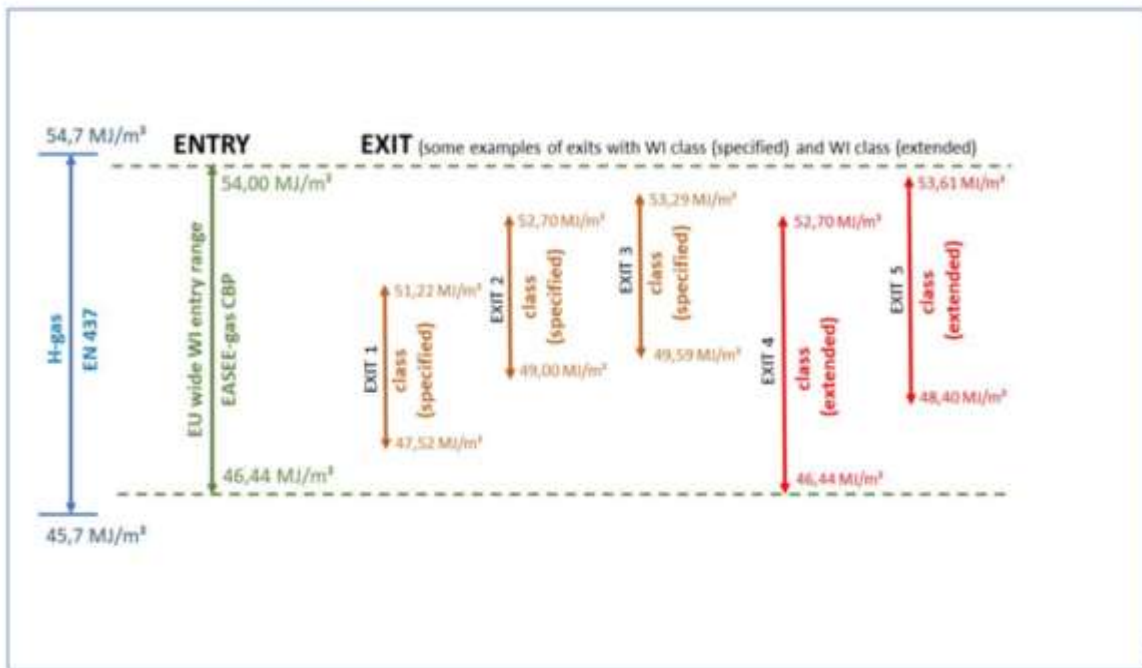 54,7 MJ/m³
ENTRY
EXIT (some examples of exits with WI class (specified) and WI class (extended)
54,00 MJ/m³
H-gas
EN 437
EU wide WI entry range
EASEE-gas CBP
46,44 MJ/m³
45,7 MJ/m³
51,22 MJ/m³
EXIT 1
class
(specified)
47,52 MJ/m³
52,70 MJ/m³
EXIT 2
class
(specified)
49,00 MJ/m³
53,29 MJ/m³
EXIT 3
class
(specified)
49,59 MJ/m³
52,70 MJ/m³
EXIT 4
class
(extended)
46,44 MJ/m³
53,61 MJ/m³
EXIT 5
class
(extended)
48,40 MJ/m³